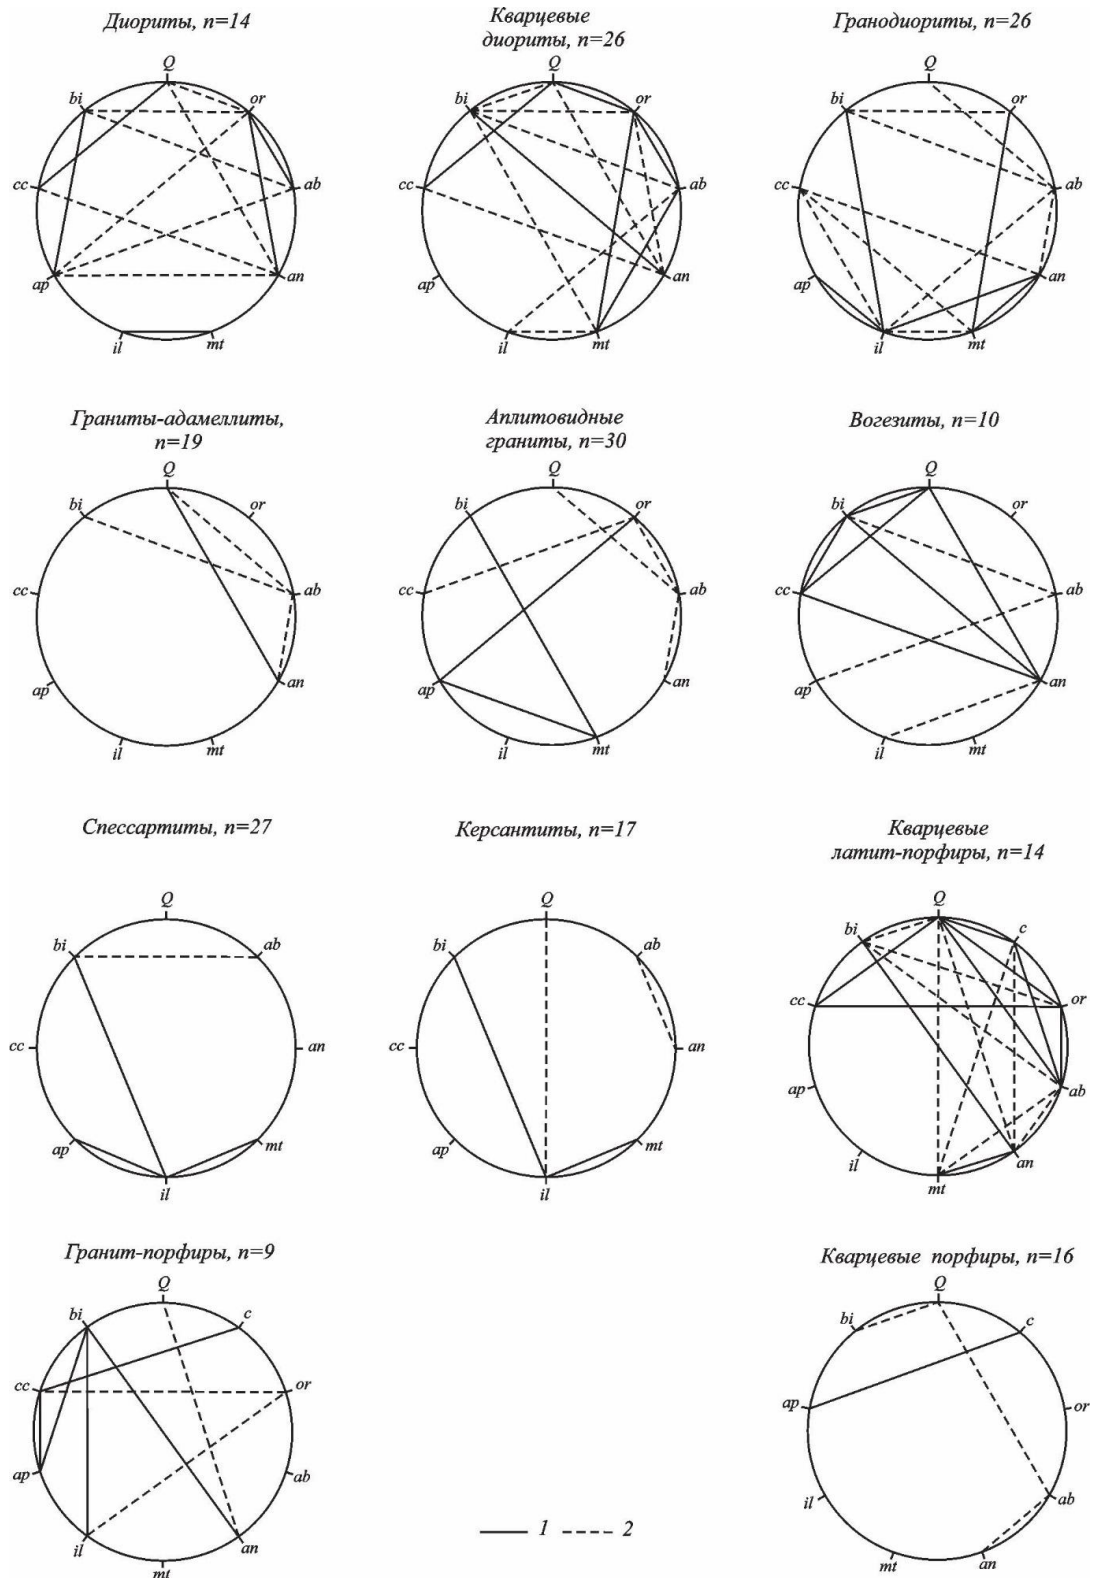 Диориты, n=14
Q
bi
or
cc
ab
ap
an
il
mt
Кварцевые
диориты, n=26
Q
bi
or
cc
ab
ap
an
il
mt
Гранодиориты, n=26
Q
bi
or
cc
ab
ap
an
il
mt
Граниты-адамеллиты,
n=19
Q
bi
or
cc
ab
ap
an
il
mt
Аплитовидные
граниты, n=30
Q
bi
or
cc
ab
ap
an
il
mt
Вогезиты, n=10
Q
bi
or
cc
ab
ap
an
il
mt
Спессартиты, n=27
Q
bi
ab
cc
an
ap
mt
il
Керсантиты, n=17
Q
bi
ab
cc
an
ap
mt
il
Кварцевые
латит-порфиры, n=14
Q
bi
c
cc
or
ap
ab
il
an
mt
Гранит-порфиры, n=9
Q
bi
c
cc
or
ap
ab
il
an
mt
1
2
Кварцевые порфиры, n=16
Q
bi
c
ap
or
il
ab
mt
an